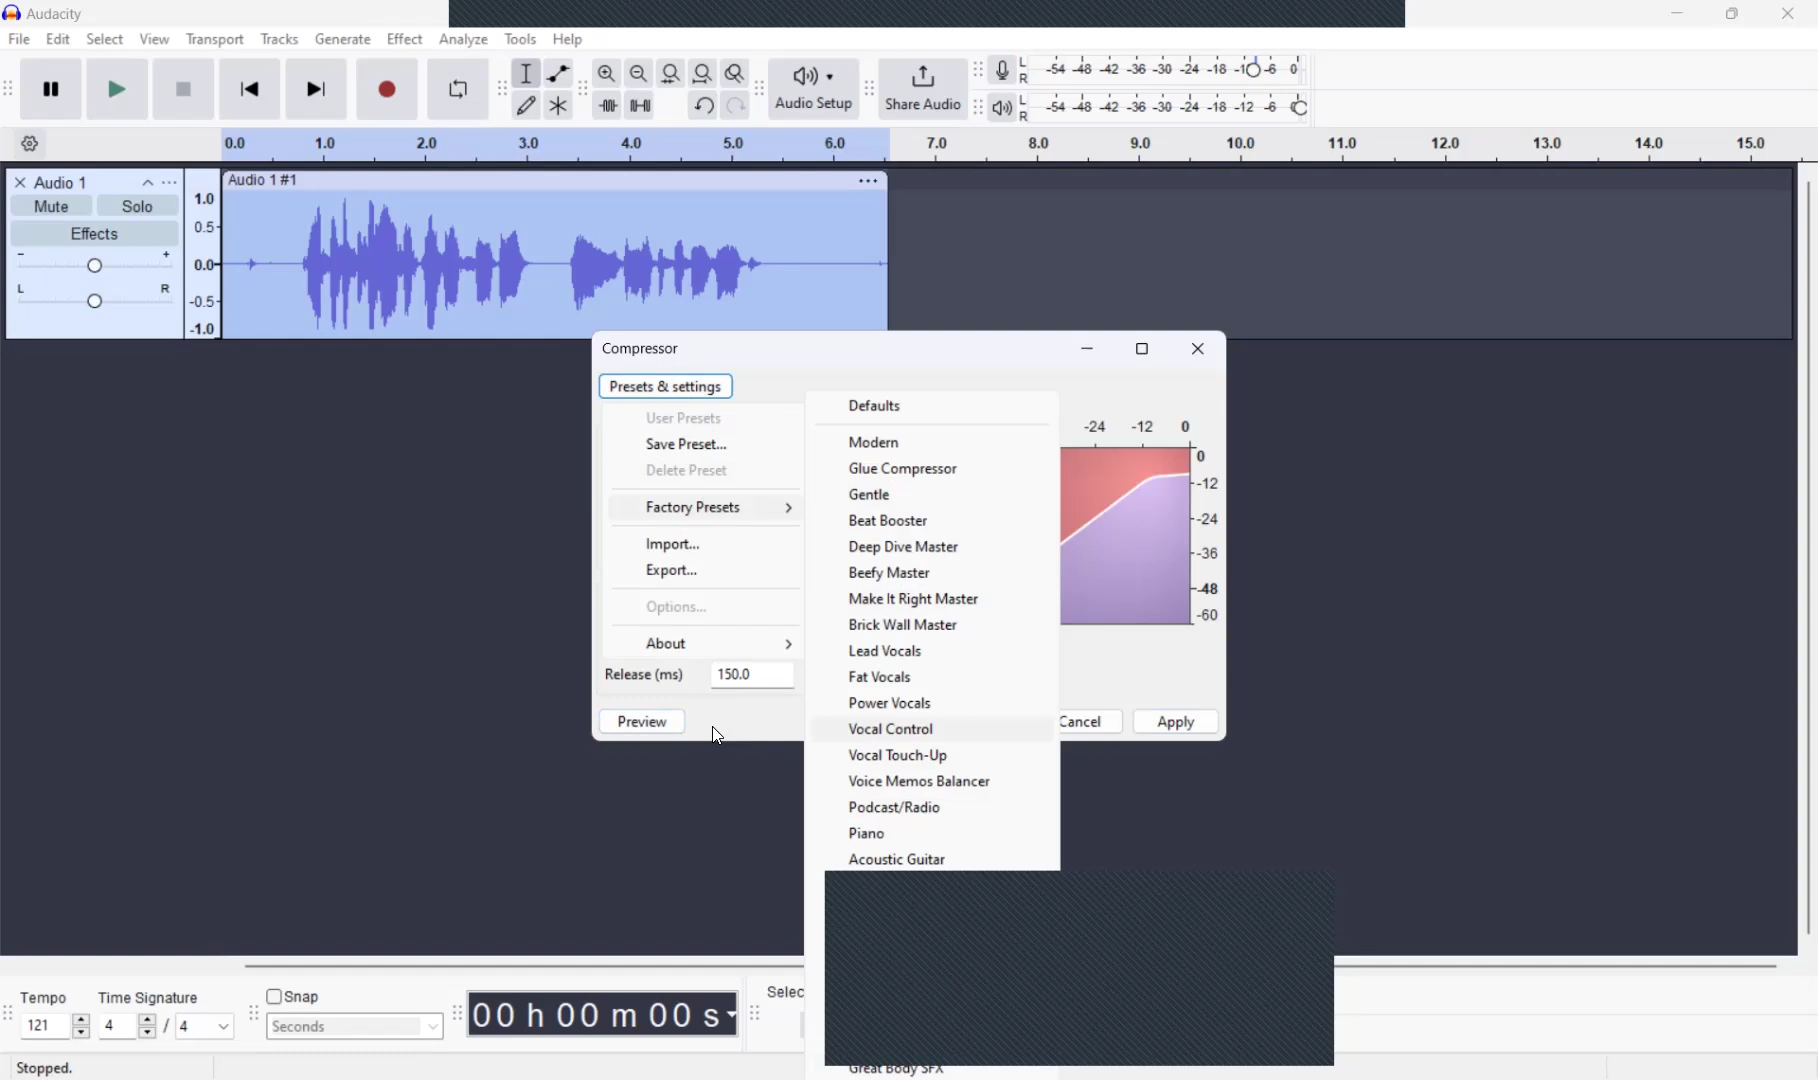 Audacity
File Edit Select View Transport Tracks Generate Effect Analyze Tools Help
Audio Setup
Share Audio
L
R
-54 -48 -42 -36 -30 -24 -18 -6 0
L
R
-54 -48 -42 -36 -30 -24 -18 -12 -6
0.0 1.0 2.0 3.0 4.0 5.0 6.0 7.0 8.0 9.0 10.0 11.0 12.0 13.0 14.0 15.0
Audio 1
Mute Solo
Effects
- +
L R
1.0
0.5
0.0
-0.5
-1.0
Audio 1 #1
Compressor
Presets & settings
User Presets
Save Preset...
Delete Preset
Factory Presets
Import...
Export...
Options...
About
Release (ms) 150.0
Preview
Defaults
Modern
Glue Compressor
Gentle
Beat Booster
Deep Dive Master
Beefy Master
Make It Right Master
Brick Wall Master
Lead Vocals
Fat Vocals
Power Vocals
Vocal Control
Vocal Touch-Up
Voice Memos Balancer
Podcast/Radio
Piano
Acoustic Guitar
Great Body SFX
-24 -12 0
0
-12
-24
-36
-48
-60
Cancel Apply
Tempo
121
Time Signature
4 / 4
Snap
Seconds
00 h 00 m 00 s
Stopped.